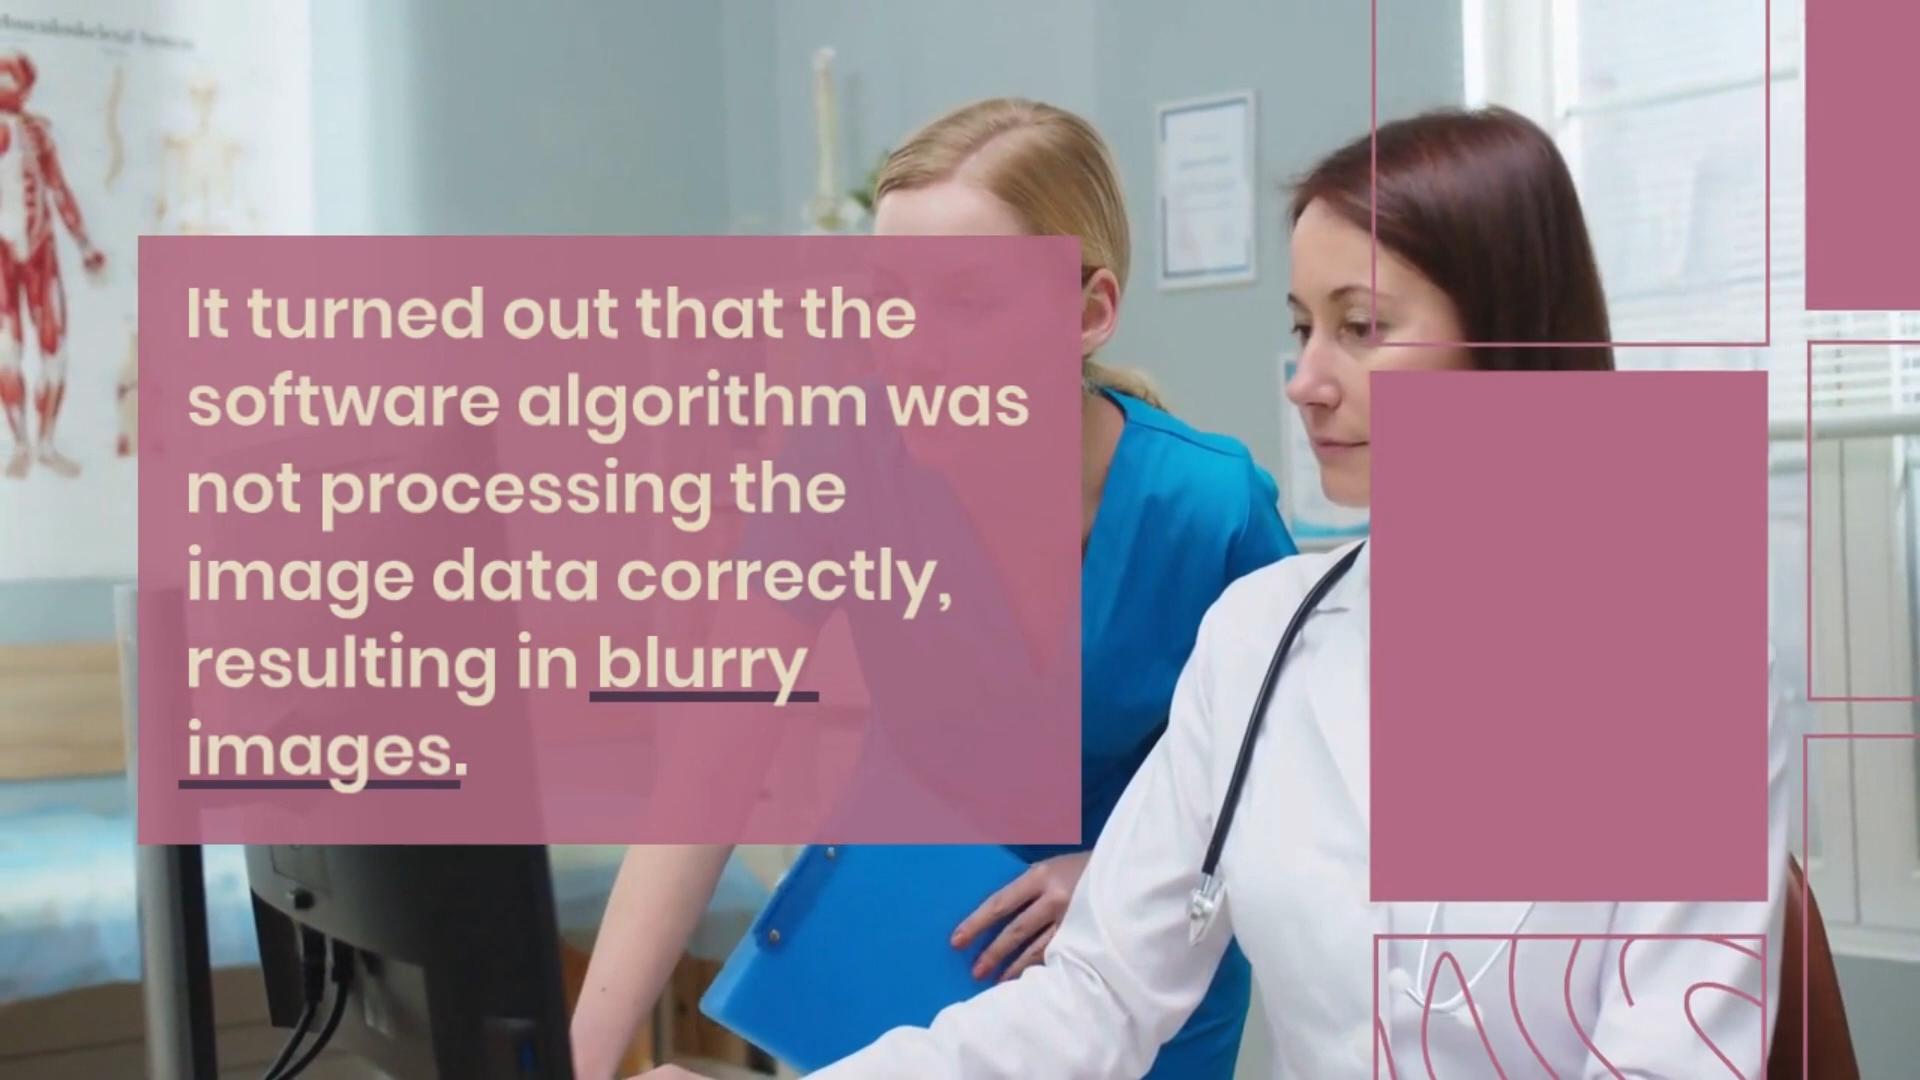 It turned out that the
software algorithm was
not processing the
image data correctly,
resulting in blurry
images.